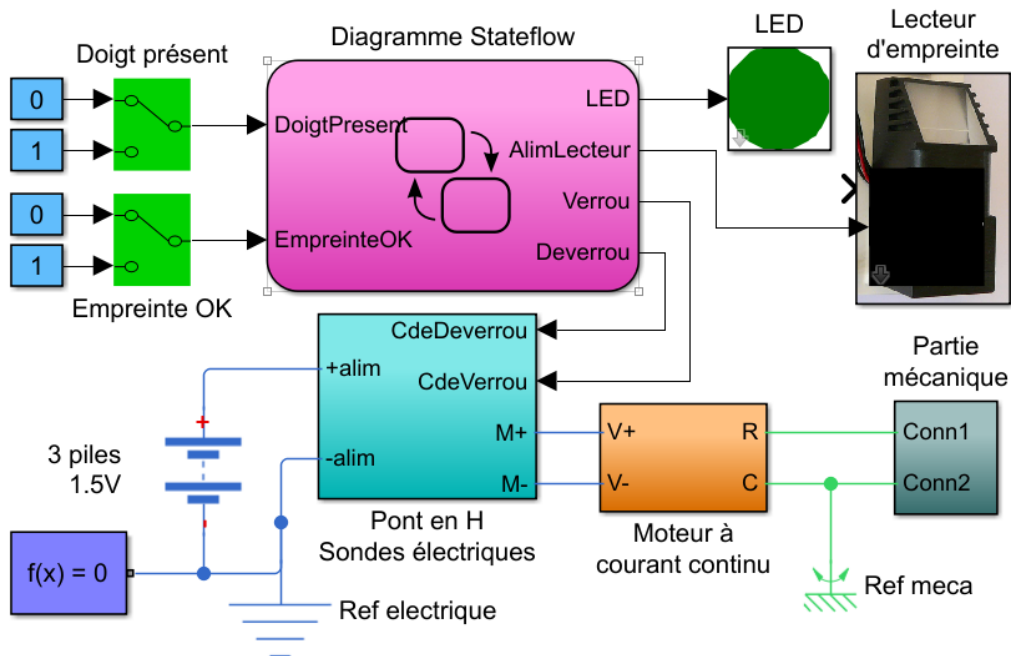 Diagramme Stateflow
LED
Lecteur
d'empreinte
Doigt présent
0
1
DoigtPresent
LED
AlimLecteur
Verrou
0
1
EmpreinteOK
Deverrou
Empreinte OK
CdeDeverrou
+alim
CdeVerrou
Partie
mécanique
3 piles
1.5V
-alim
M+
M-
V+
V-
R
C
Conn1
Conn2
Pont en H
Sondes électriques
Moteur à
courant continu
f(x) = 0
Ref electrique
Ref meca